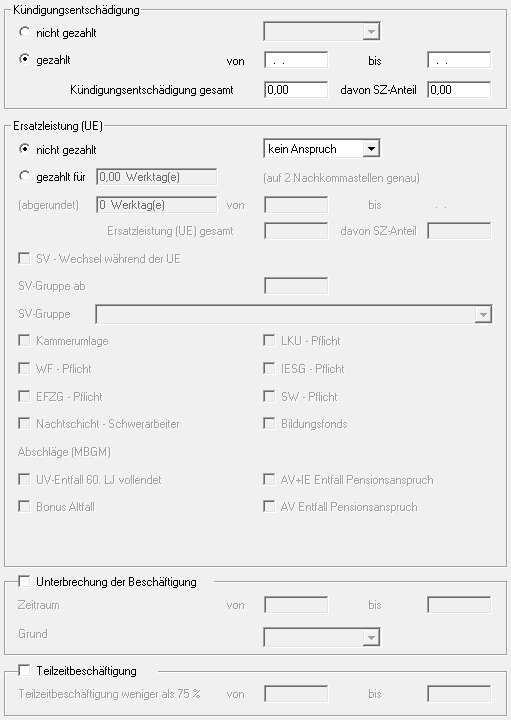 Kündigungsentschädigung
nicht gezahlt
gezahlt von . . bis . .
Kündigungsentschädigung gesamt 0,00 davon SZ-Anteil 0,00
Ersatzleistung (UE)
nicht gezahlt kein Anspruch
gezahlt für 0,00 Werktag(e) (auf 2 Nachkommastellen genau)
(abgerundet) 0 Werktag(e) von bis . .
Ersatzleistung (UE) gesamt davon SZ-Anteil
SV - Wechsel während der UE
SV-Gruppe ab
SV-Gruppe
Kammerumlage LKU - Pflicht
WF - Pflicht IESG - Pflicht
EFZG - Pflicht SW - Pflicht
Nachtschicht - Schwerarbeiter Bildungsfonds
Abschläge (MBGM)
UV-Entfall 60. LJ vollendet AV+IE Entfall Pensionsanspruch
Bonus Altfall AV Entfall Pensionsanspruch
Unterbrechung der Beschäftigung
Zeitraum von bis
Grund
Teilzeitbeschäftigung
Teilzeitbeschäftigung weniger als 75 % von bis